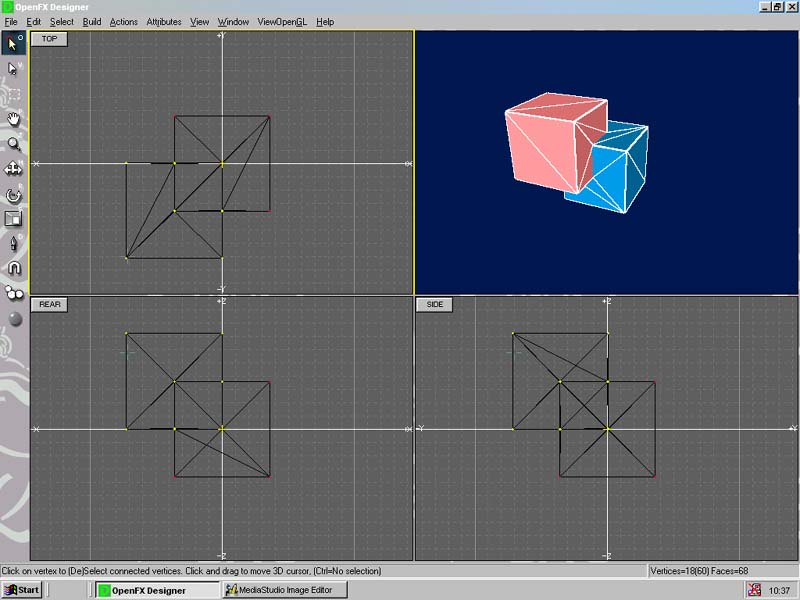 OpenFX Designer
File Edit Select Build Actions Attributes View Window ViewOpenGL Help
TOP
+Y
X
-Y
REAR
+Z
X
-Z
SIDE
+Z
-Y
+Y
-Z
Click on vertex to (De)Select connected vertices. Click and drag to move 3D cursor, (Ctrl=No selection)
Vertices=18(60) Faces=68
Start
OpenFX Designer
MediaStudio Image Editor
10:37